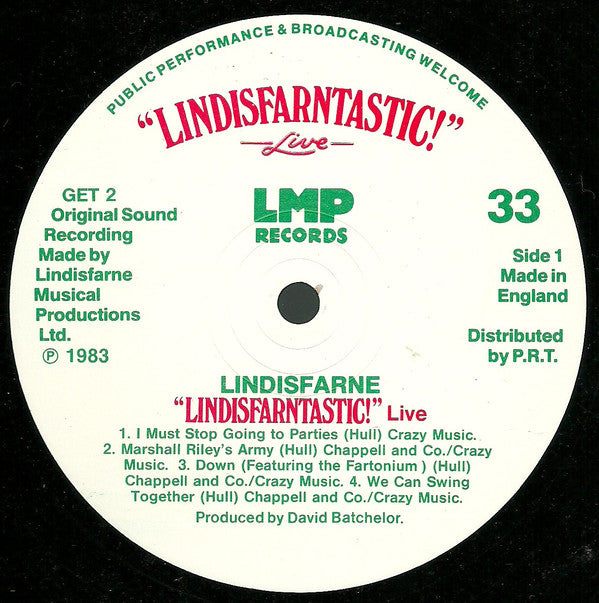 PUBLIC PERFORMANCE & BROADCASTING WELCOME
“LINDISFARNTASTIC!”
Live
GET 2
Original Sound
Recording
Made by
Lindisfarne
Musical
Productions
Ltd.
℗ 1983
LMP
RECORDS
33
Side 1
Made in
England
Distributed
by P.R.T.
LINDISFARNE
“LINDISFARNTASTIC!” Live
1. I Must Stop Going to Parties (Hull) Crazy Music.
2. Marshall Riley's Army (Hull) Chappell and Co./Crazy
Music. 3. Down (Featuring the Fartonium ) (Hull)
Chappell and Co./Crazy Music. 4. We Can Swing
Together (Hull) Chappell and Co./Crazy Music.
Produced by David Batchelor.